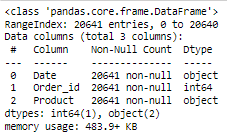 <class 'pandas.core.frame.DataFrame'>
RangeIndex: 20641 entries, 0 to 20640
Data columns (total 3 columns):
 #   Column    Non-Null Count  Dtype
---  ------    --------------  -----
 0   Date      20641 non-null  object
 1   Order_id  20641 non-null  int64
 2   Product   20641 non-null  object
dtypes: int64(1), object(2)
memory usage: 483.9+ KB